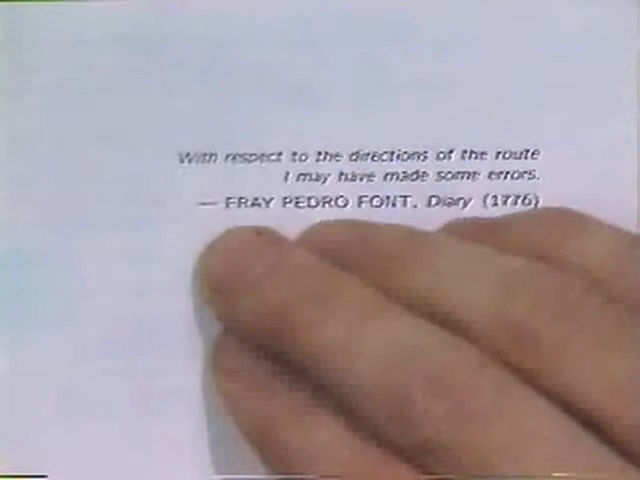 With respect to the directions of the route
I may have made some errors.
— FRAY PEDRO FONT, Diary (1776)